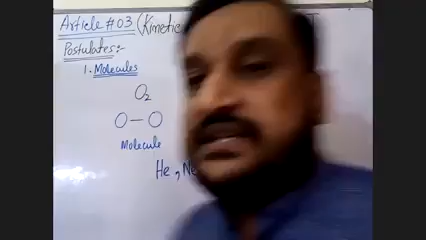 Article #03 (Kinetic
Postulates:-
1. Molecules
O2
O — O
Molecule
He, Ne